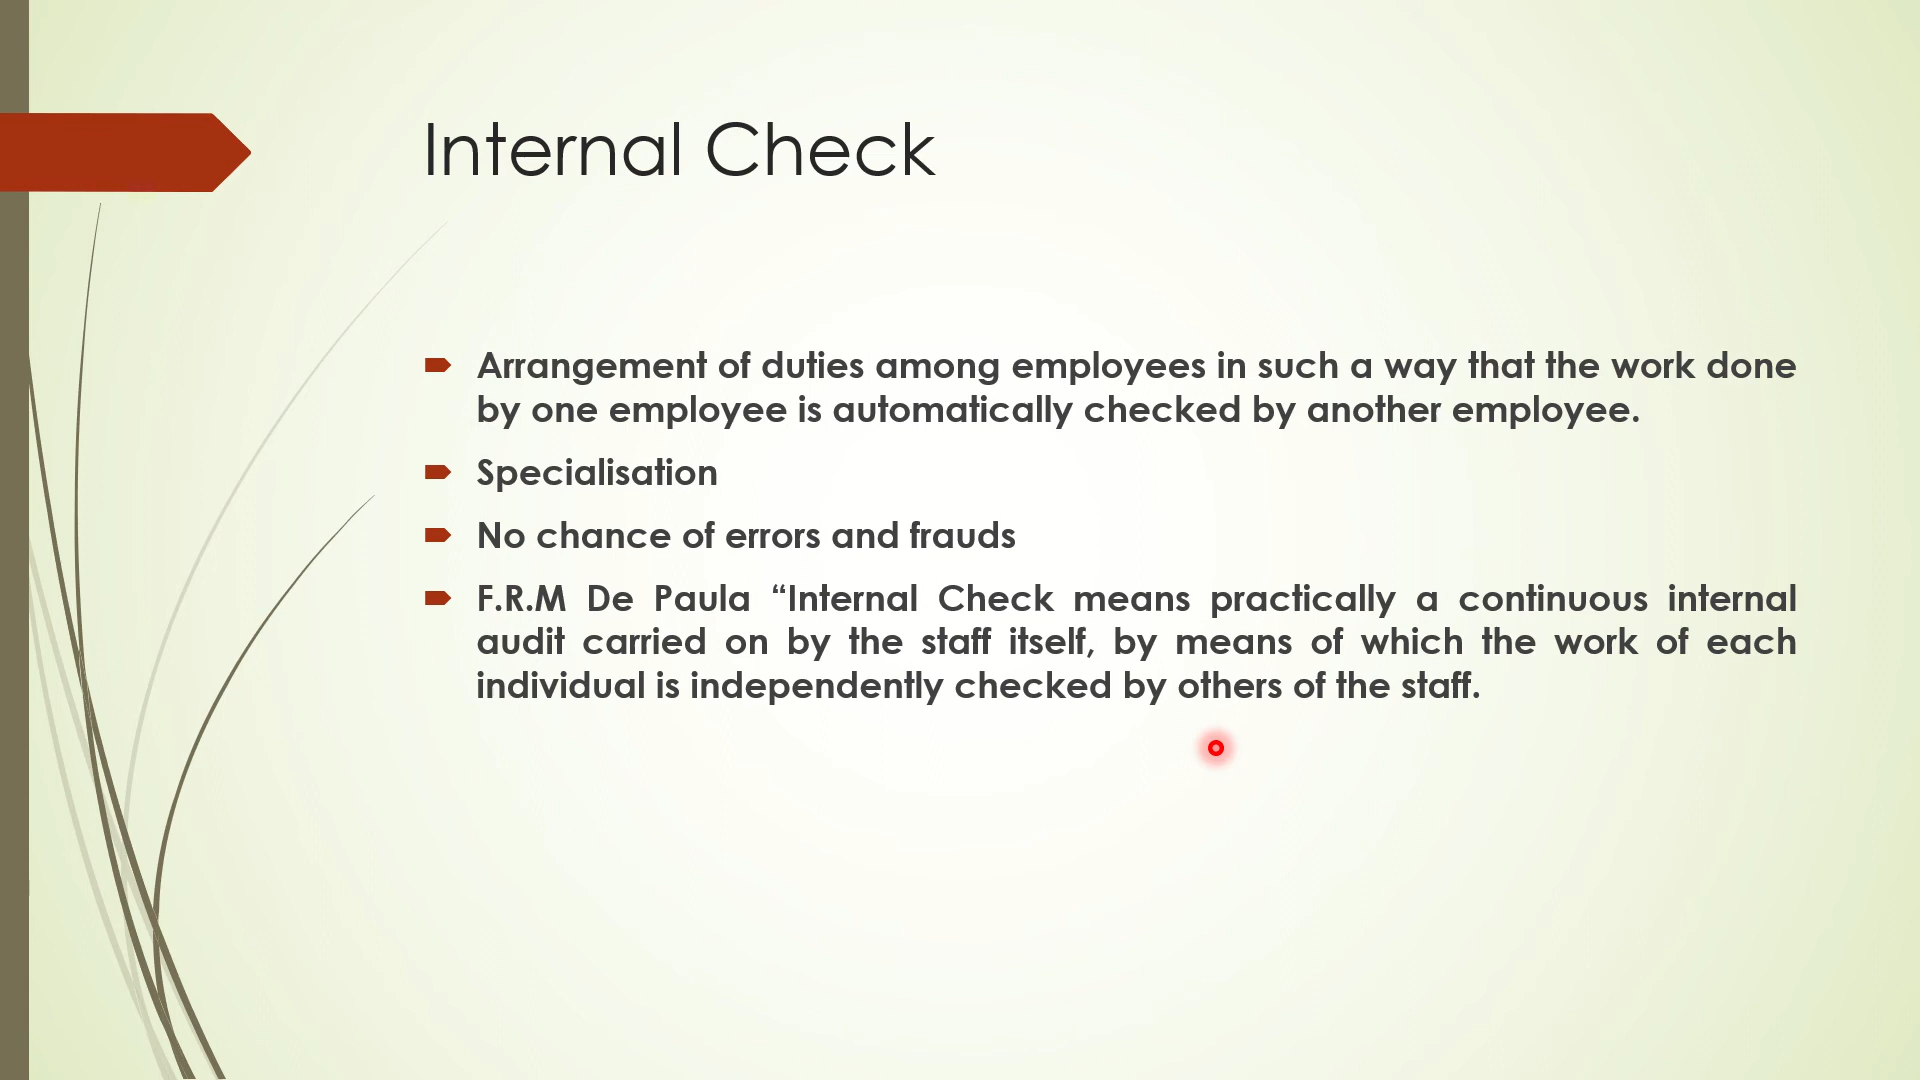 Internal Check
Arrangement of duties among employees in such a way that the work done
by one employee is automatically checked by another employee.
Specialisation
No chance of errors and frauds
F.R.M De Paula “Internal Check means practically a continuous internal
audit carried on by the staff itself, by means of which the work of each
individual is independently checked by others of the staff.